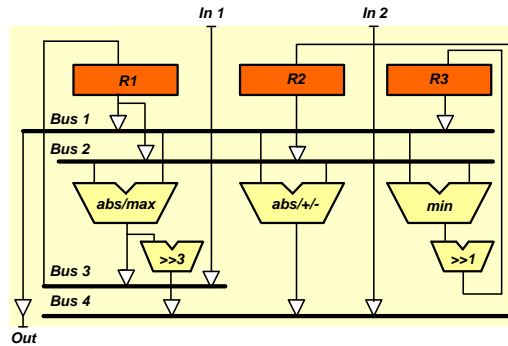 In 1 In 2
R1 R2 R3
Bus 1
Bus 2
abs/max abs/+/- min
>>3 >>1
Bus 3
Bus 4
Out